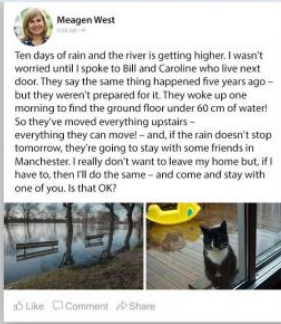 Meagen West
Ten days of rain and the river is getting higher. I wasn't
worried until I spoke to Bill and Caroline who live next
door. They say the same thing happened five years ago –
but they weren't prepared for it. They woke up one
morning to find the ground floor under 60 cm of water!
So they've moved everything upstairs –
everything they can move! – and, if the rain doesn't stop
tomorrow, they're going to stay with some friends in
Manchester. I really don't want to leave my home but, if I
have to, then I'll do the same – and come and stay with
one of you. Is that OK?
Like Comment Share